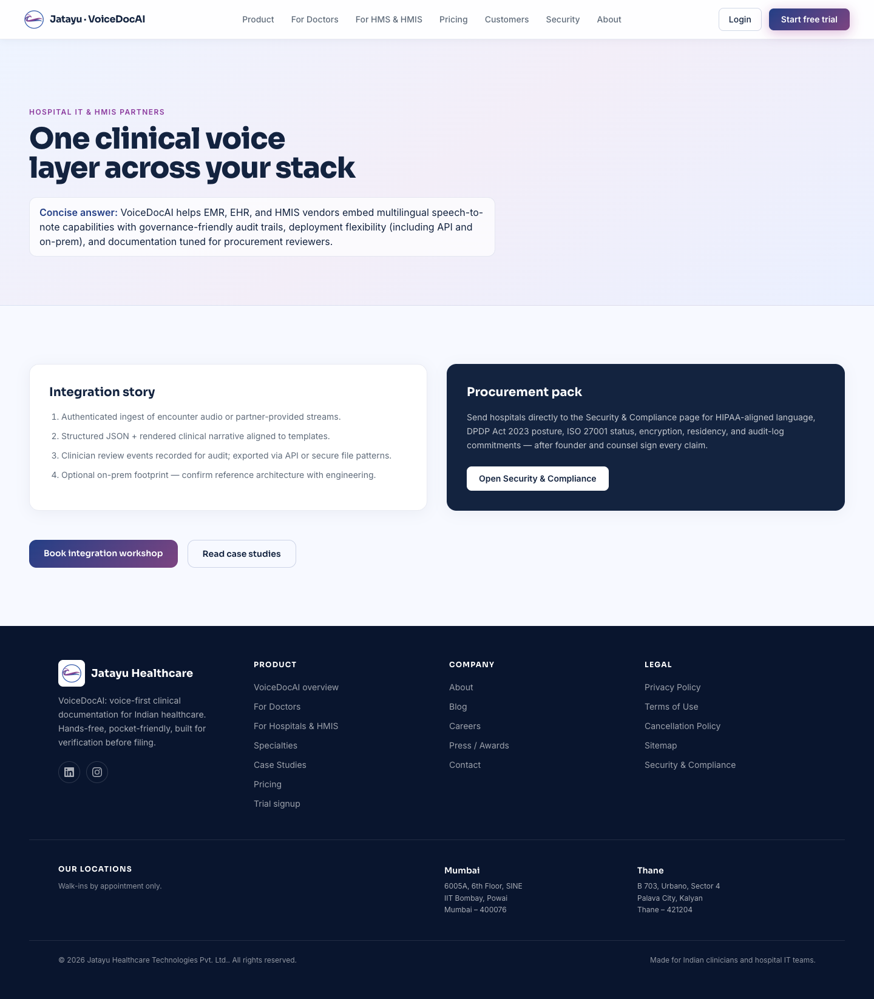 Jatayu · VoiceDocAI
Product
For Doctors
For HMS & HMIS
Pricing
Customers
Security
About
Login
Start free trial
HOSPITAL IT & HMIS PARTNERS
One clinical voice
layer across your stack
Concise answer: VoiceDocAI helps EMR, EHR, and HMIS vendors embed multilingual speech-to-
note capabilities with governance-friendly audit trails, deployment flexibility (including API and
on-prem), and documentation tuned for procurement reviewers.
Integration story
1. Authenticated ingest of encounter audio or partner-provided streams.
2. Structured JSON + rendered clinical narrative aligned to templates.
3. Clinician review events recorded for audit; exported via API or secure file patterns.
4. Optional on-prem footprint — confirm reference architecture with engineering.
Procurement pack
Send hospitals directly to the Security & Compliance page for HIPAA-aligned language,
DPDP Act 2023 posture, ISO 27001 status, encryption, residency, and audit-log
commitments — after founder and counsel sign every claim.
Open Security & Compliance
Book integration workshop
Read case studies
Jatayu Healthcare
VoiceDocAI: voice-first clinical
documentation for Indian healthcare.
Hands-free, pocket-friendly, built for
verification before filing.
PRODUCT
VoiceDocAI overview
For Doctors
For Hospitals & HMIS
Specialties
Case Studies
Pricing
Trial signup
COMPANY
About
Blog
Careers
Press / Awards
Contact
LEGAL
Privacy Policy
Terms of Use
Cancellation Policy
Sitemap
Security & Compliance
OUR LOCATIONS
Walk-ins by appointment only.
Mumbai
6005A, 6th Floor, SINE
IIT Bombay, Powai
Mumbai – 400076
Thane
B 703, Urbano, Sector 4
Palava City, Kalyan
Thane – 421204
© 2026 Jatayu Healthcare Technologies Pvt. Ltd.. All rights reserved.
Made for Indian clinicians and hospital IT teams.